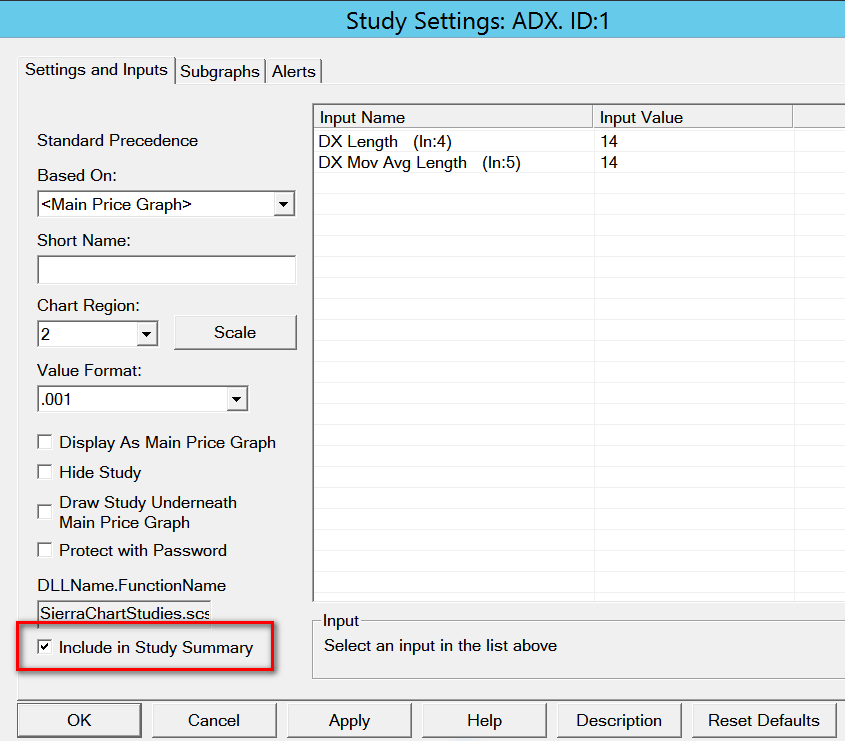 Study Settings: ADX. ID:1
Settings and Inputs
Subgraphs
Alerts
Standard Precedence
Based On:
<Main Price Graph>
Short Name:
Chart Region:
2
Scale
Value Format:
.001
Display As Main Price Graph
Hide Study
Draw Study Underneath
Main Price Graph
Protect with Password
DLLName.FunctionName
SierraChartStudies.scs
Include in Study Summary
Input Name
Input Value
DX Length (In:4)
14
DX Mov Avg Length (In:5)
14
Input
Select an input in the list above
OK
Cancel
Apply
Help
Description
Reset Defaults